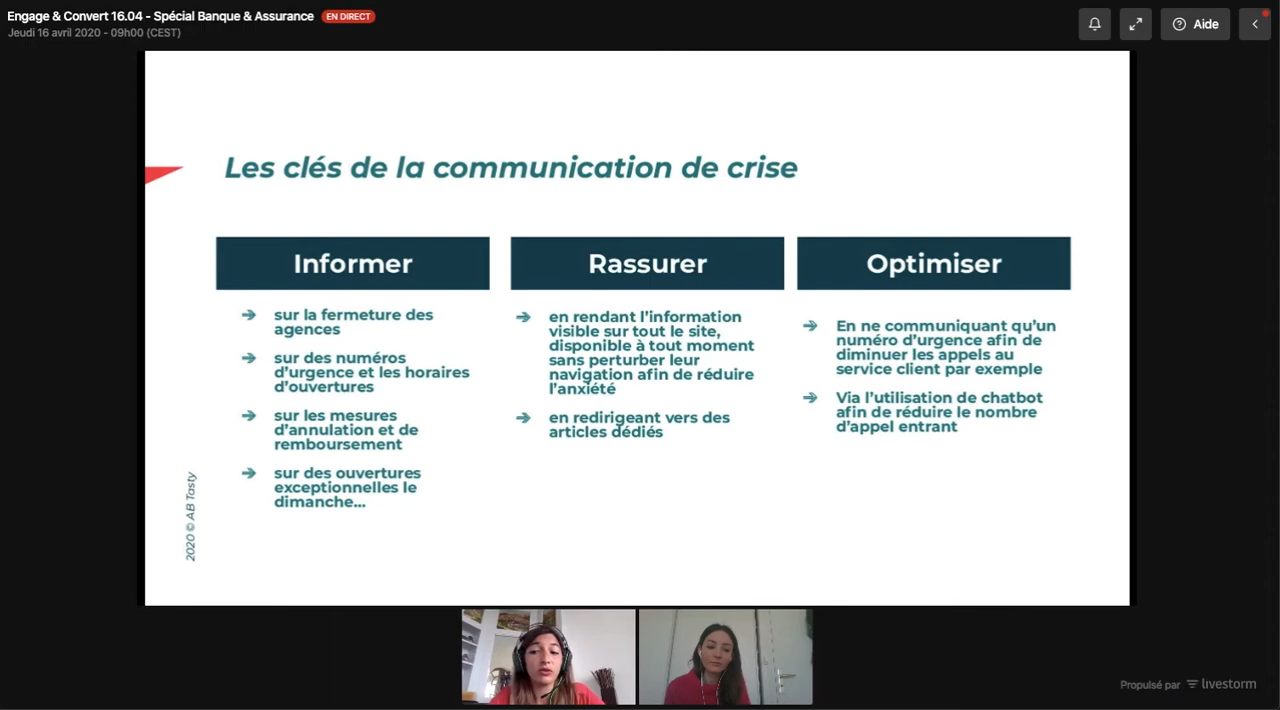 Engage & Convert 16.04 - Spécial Banque & Assurance EN DIRECT
Jeudi 16 avril 2020 - 09h00 (CEST)
Aide
Les clés de la communication de crise
Informer
sur la fermeture des
agences
sur des numéros
d'urgence et les horaires
d'ouvertures
sur les mesures
d'annulation et de
remboursement
sur des ouvertures
exceptionnelles le
dimanche...
Rassurer
en rendant l'information
visible sur tout le site,
disponible à tout moment
sans perturber leur
navigation afin de réduire
l'anxiété
en redirigeant vers des
articles dédiés
Optimiser
En ne communiquant qu'un
numéro d'urgence afin de
diminuer les appels au
service client par exemple
Via l'utilisation de chatbot
afin de réduire le nombre
d'appel entrant
2020 © AB Tasty
Propulsé par livestorm